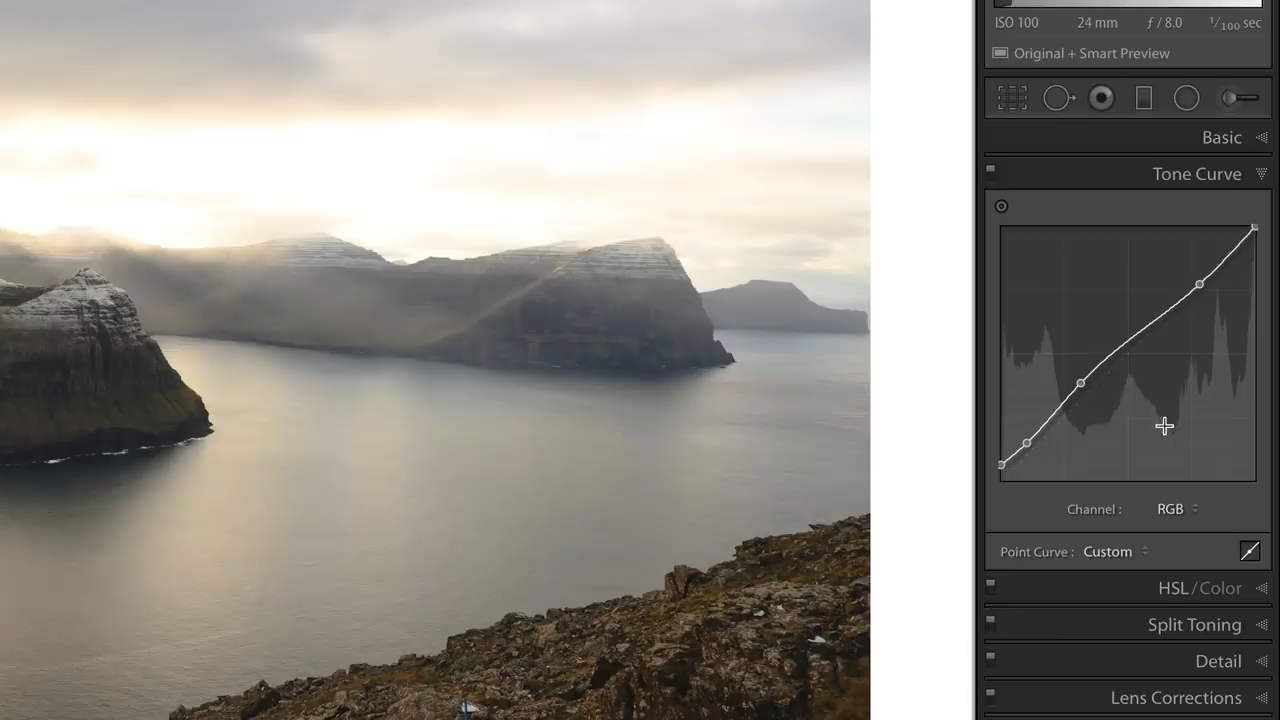 ISO 100 24 mm ƒ / 8.0 1/100 sec
Original + Smart Preview
Basic
Tone Curve
Channel : RGB
Point Curve : Custom
HSL / Color
Split Toning
Detail
Lens Corrections